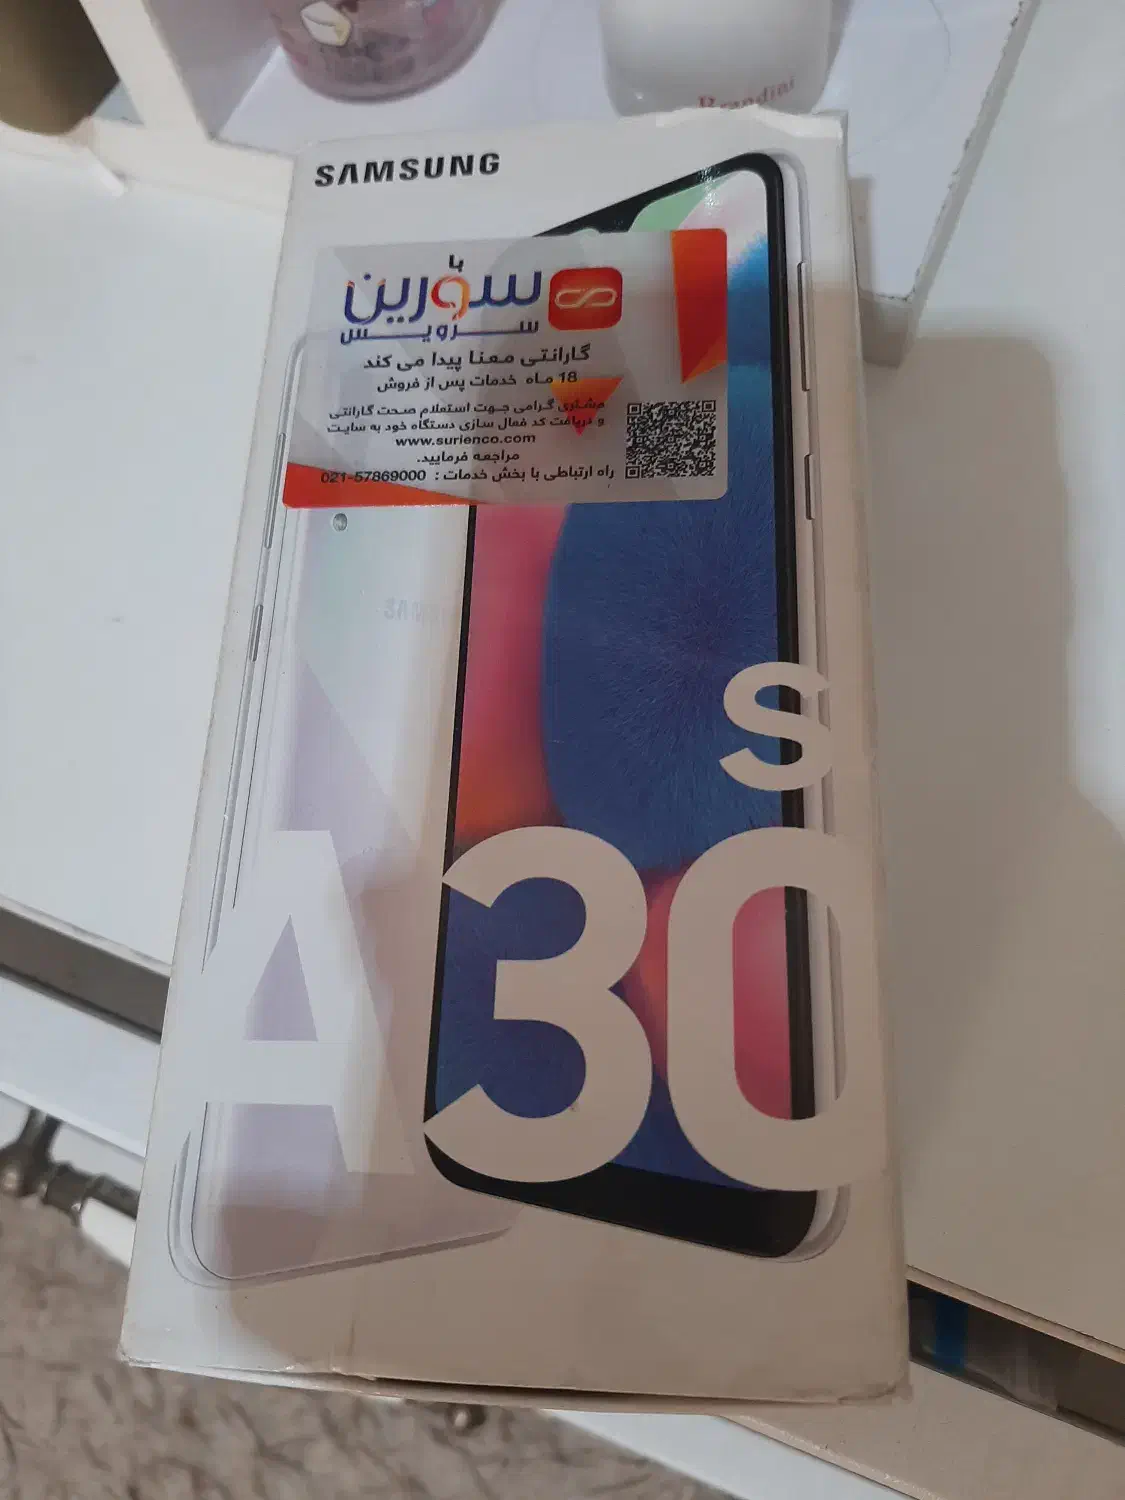 Brandini
SAMSUNG
با
سورین
سرویس
گارانتی معنا پیدا می کند
18 ماه خدمات پس از فروش
مشتری گرامی جهت استعلام صحت گارانتی
و دریافت کد فعال سازی دستگاه خود به سایت
www.surienco.com
مراجعه فرمایید.
راه ارتباطی با بخش خدمات : 021-57869000
s
A30